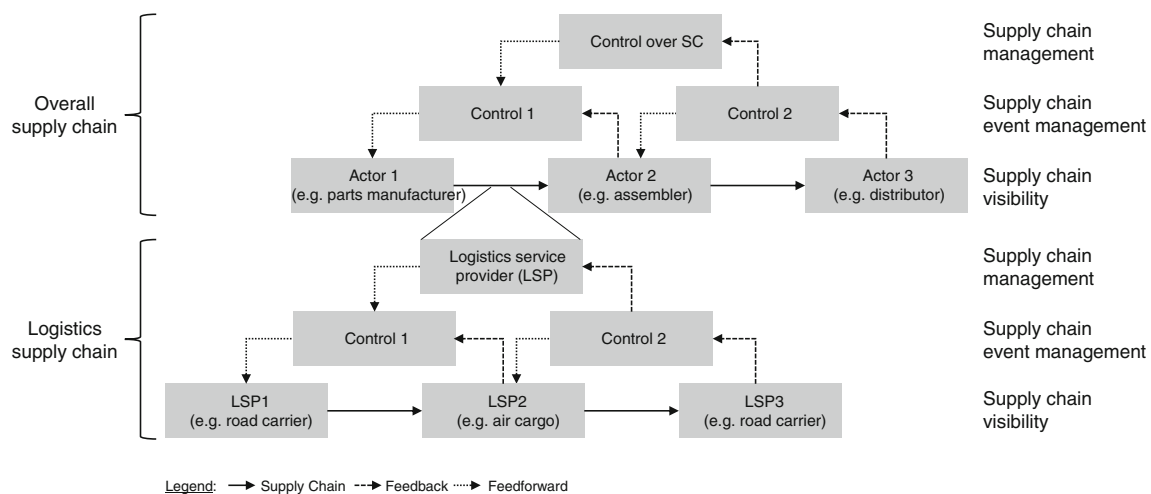 Control over SC
Supply chain
management
Overall
supply chain
Control 1
Control 2
Supply chain
event management
Actor 1
(e.g. parts manufacturer)
Actor 2
(e.g. assembler)
Actor 3
(e.g. distributor)
Supply chain
visibility
Logistics service
provider (LSP)
Supply chain
management
Logistics
supply chain
Control 1
Control 2
Supply chain
event management
LSP1
(e.g. road carrier)
LSP2
(e.g. air cargo)
LSP3
(e.g. road carrier)
Supply chain
visibility
Legend: Supply Chain Feedback Feedforward